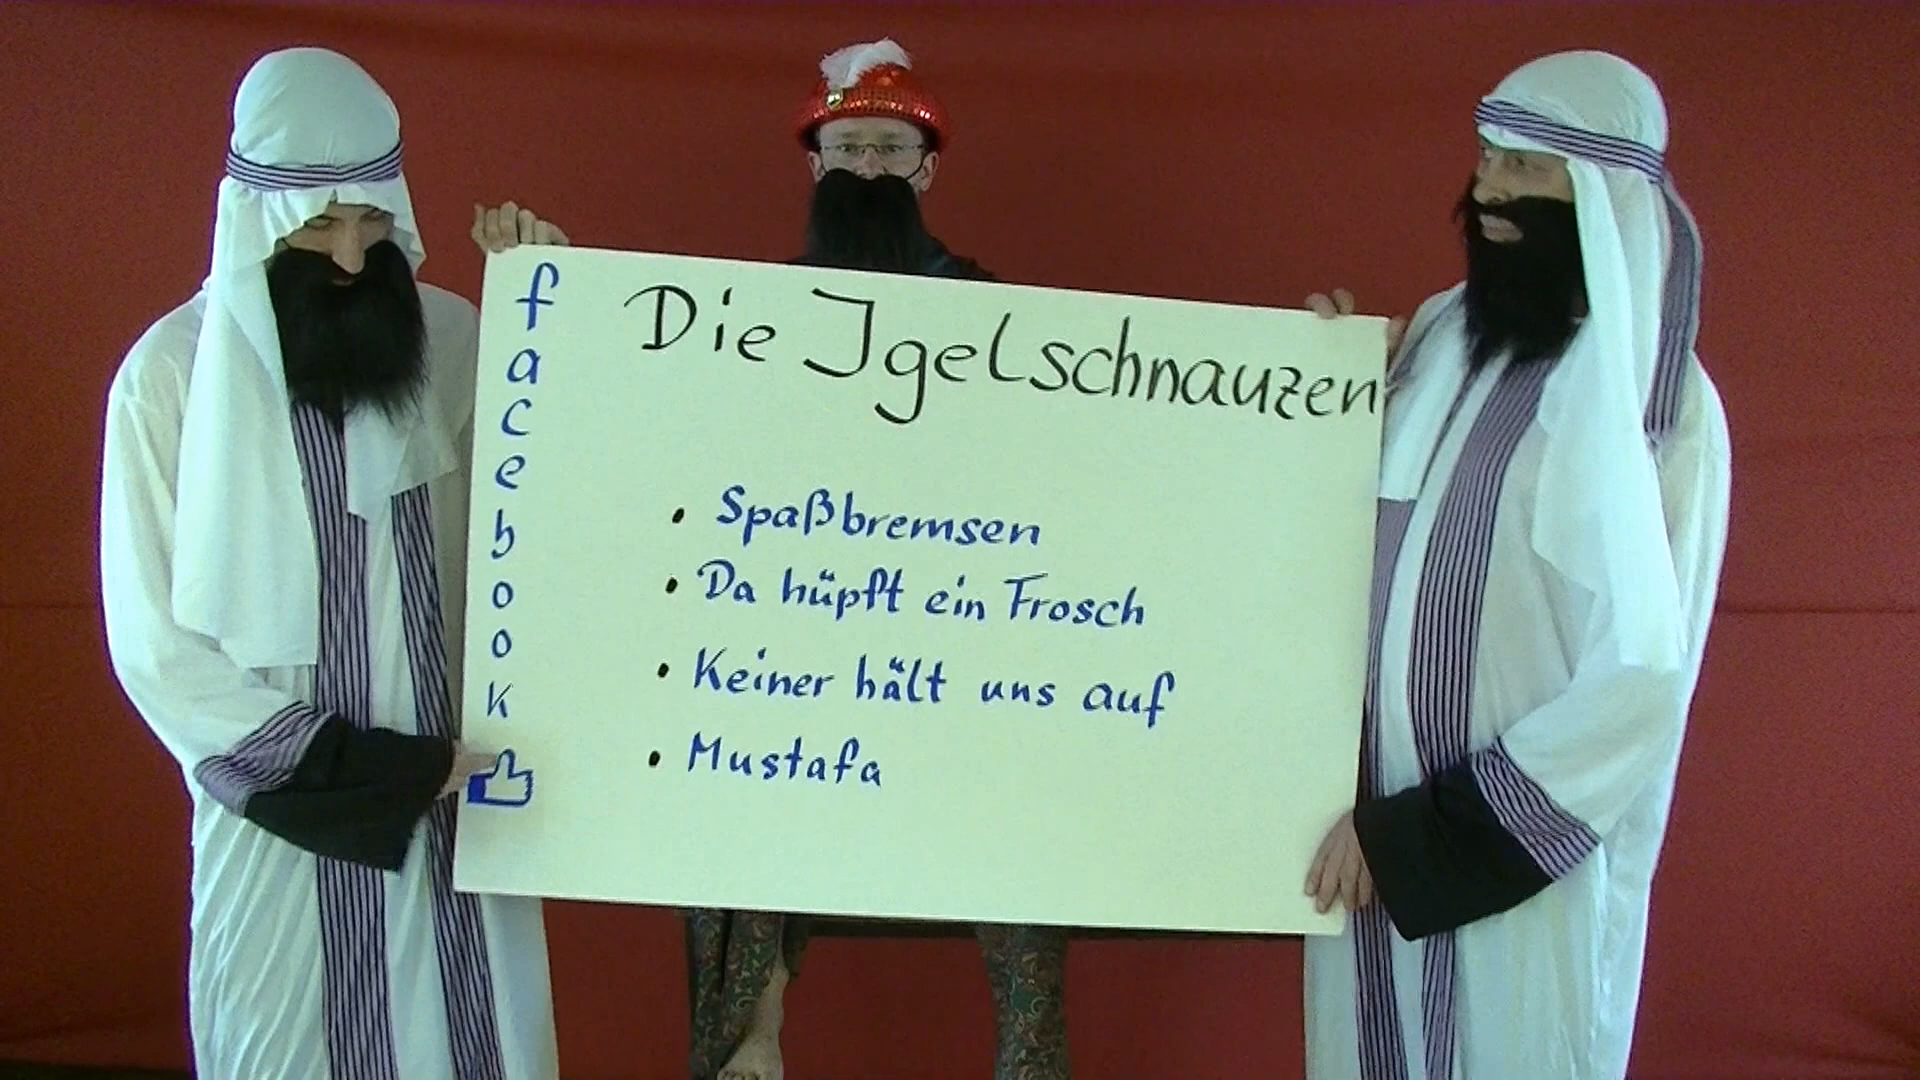 facebook
Die Igelschnauzen
• Spaßbremsen
• Da hüpft ein Frosch
• Keiner hält uns auf
• Mustafa